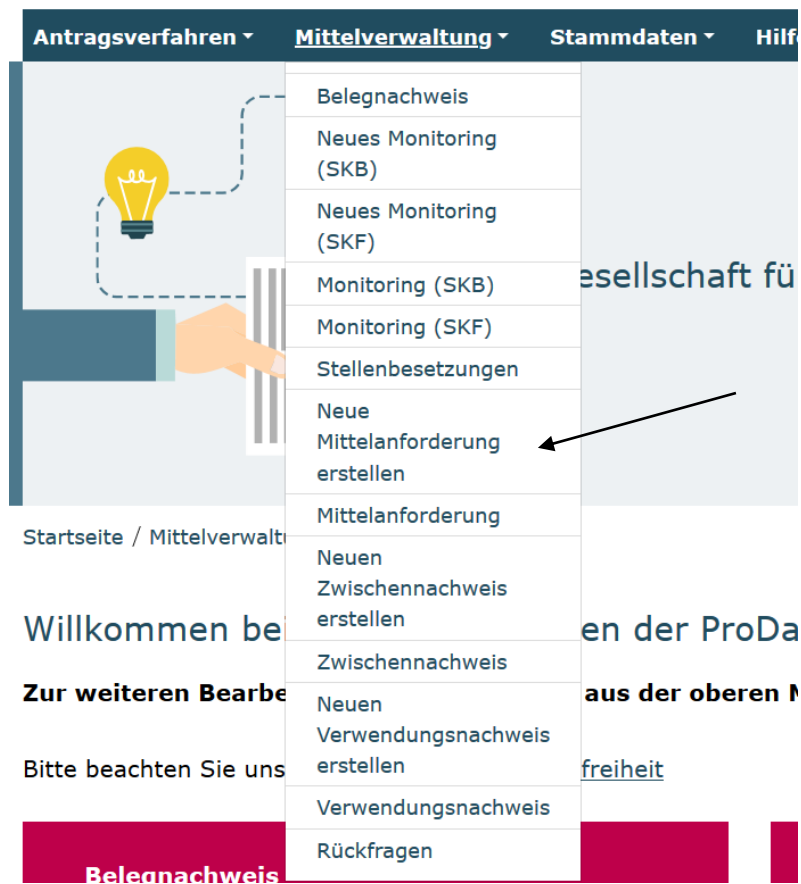 Antragsverfahren Mittelverwaltung Stammdaten Hilfe
Belegnachweis
Neues Monitoring
(SKB)
Neues Monitoring
(SKF)
Monitoring (SKB)
Monitoring (SKF)
Stellenbesetzungen
Neue
Mittelanforderung
erstellen
Mittelanforderung
Neuen
Zwischennachweis
erstellen
Zwischennachweis
Neuen
Verwendungsnachweis
erstellen
Verwendungsnachweis
Rückfragen
esellschaft fü
Startseite / Mittelverwaltu
Willkommen bei en der ProDa
Zur weiteren Bearbe aus der oberen M
Bitte beachten Sie uns freiheit
Belegnachweis